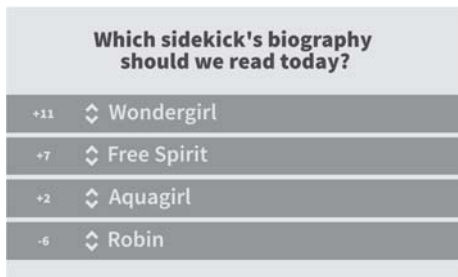 Which sidekick's biography
should we read today?
+11 Wondergirl
+7 Free Spirit
+2 Aquagirl
-6 Robin